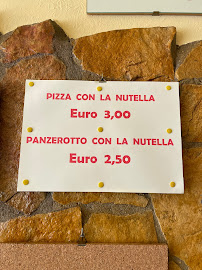 PIZZA CON LA NUTELLA
Euro 3,00
PANZEROTTO CON LA NUTELLA
Euro 2,50